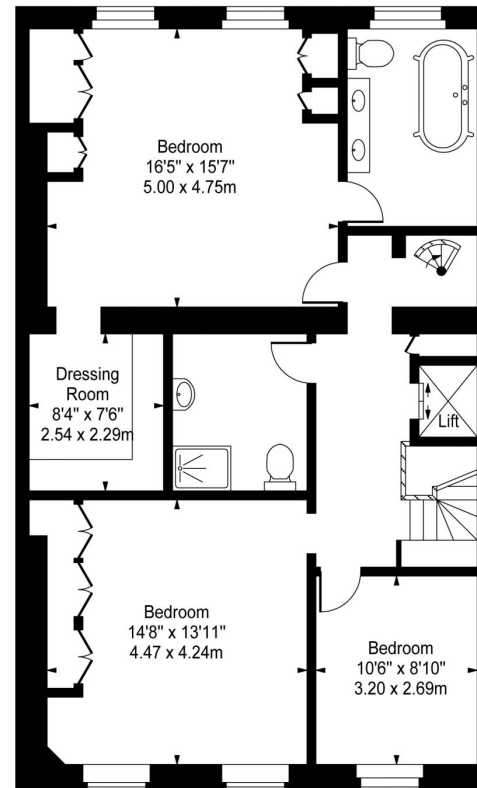 Bedroom
16'5" x 15'7"
5.00 x 4.75m
Dressing
Room
8'4" x 7'6"
2.54 x 2.29m
Lift
Bedroom
14'8" x 13'11"
4.47 x 4.24m
Bedroom
10'6" x 8'10"
3.20 x 2.69m